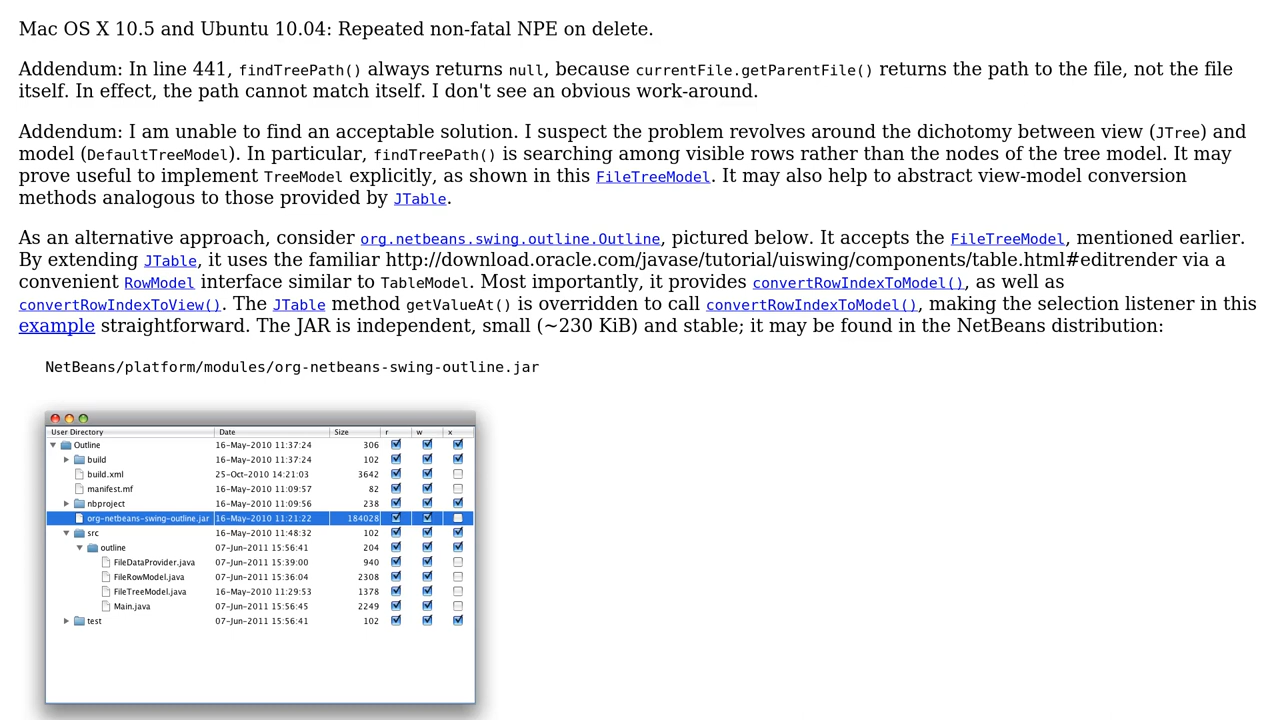 Mac OS X 10.5 and Ubuntu 10.04: Repeated non-fatal NPE on delete.
Addendum: In line 441, findTreePath() always returns null, because currentFile.getParentFile() returns the path to the file, not the file
itself. In effect, the path cannot match itself. I don't see an obvious work-around.
Addendum: I am unable to find an acceptable solution. I suspect the problem revolves around the dichotomy between view (JTree) and
model (DefaultTreeModel). In particular, findTreePath() is searching among visible rows rather than the nodes of the tree model. It may
prove useful to implement TreeModel explicitly, as shown in this FileTreeModel. It may also help to abstract view-model conversion
methods analogous to those provided by JTable.
As an alternative approach, consider org.netbeans.swing.outline.Outline, pictured below. It accepts the FileTreeModel, mentioned earlier.
By extending JTable, it uses the familiar http://download.oracle.com/javase/tutorial/uiswing/components/table.html#editrender via a
convenient RowModel interface similar to TableModel. Most importantly, it provides convertRowIndexToModel(), as well as
convertRowIndexToView(). The JTable method getValueAt() is overridden to call convertRowIndexToModel(), making the selection listener in this
example straightforward. The JAR is independent, small (~230 KiB) and stable; it may be found in the NetBeans distribution:
NetBeans/platform/modules/org-netbeans-swing-outline.jar
User Directory Date Size r w x
Outline 16-May-2010 11:37:24 306
build 16-May-2010 11:37:24 102
build.xml 25-Oct-2010 14:21:03 3642
manifest.mf 16-May-2010 11:09:57 82
nbproject 16-May-2010 11:09:56 238
org-netbeans-swing-outline.jar 16-May-2010 11:21:22 184028
src 16-May-2010 11:48:32 102
outline 07-Jun-2011 15:56:41 204
FileDataProvider.java 07-Jun-2011 15:39:00 940
FileRowModel.java 07-Jun-2011 15:36:04 2308
FileTreeModel.java 16-May-2010 11:29:53 1378
Main.java 07-Jun-2011 15:56:45 2249
test 07-Jun-2011 15:56:41 102